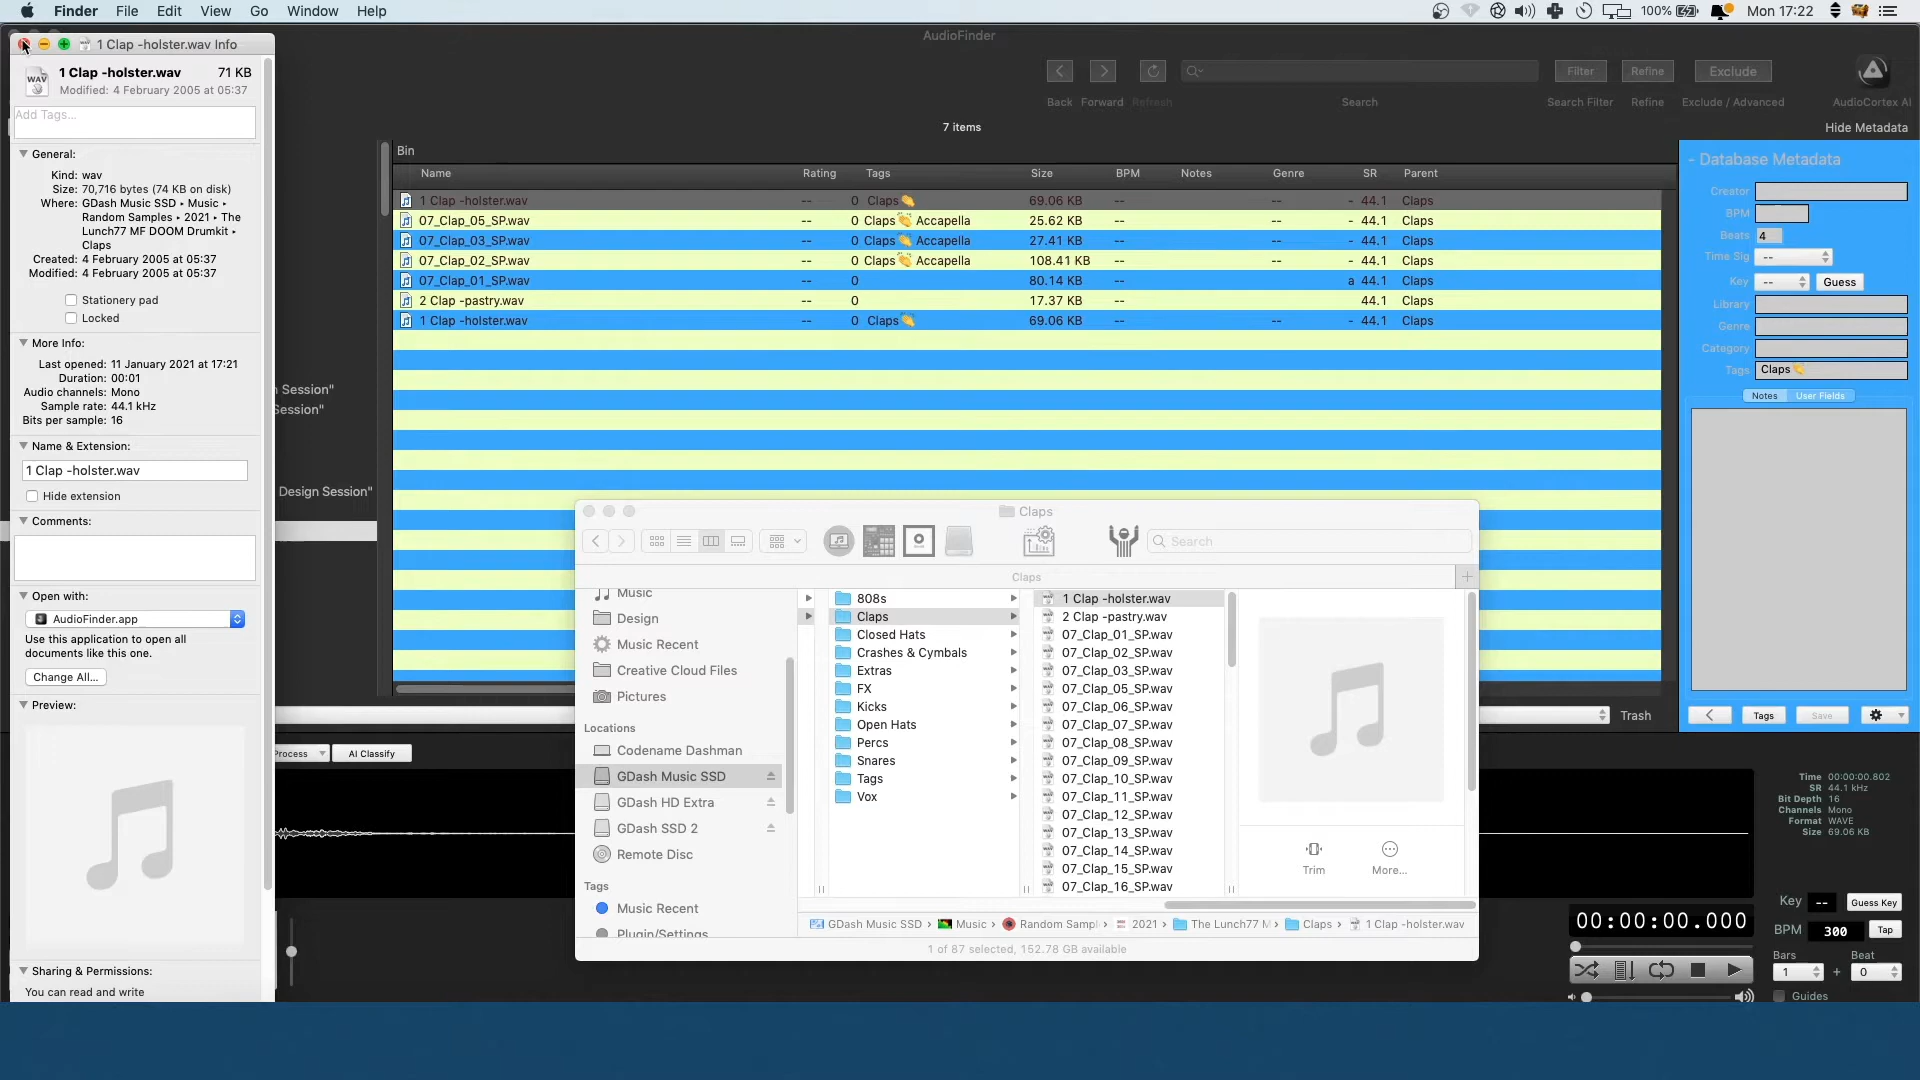 Finder File Edit View Go Window Help
100% Mon 17:22
1 Clap -holster.wav Info
WAV
1 Clap -holster.wav 71 KB
Modified: 4 February 2005 at 05:37
Add Tags...
General:
Kind: wav
Size: 70,716 bytes (74 KB on disk)
Where: GDash Music SSD ▸ Music ▸
Random Samples ▸ 2021 ▸ The
Lunch77 MF DOOM Drumkit ▸
Claps
Created: 4 February 2005 at 05:37
Modified: 4 February 2005 at 05:37
Stationery pad
Locked
More Info:
Last opened: 11 January 2021 at 17:21
Duration: 00:01
Audio channels: Mono
Sample rate: 44.1 kHz
Bits per sample: 16
Name & Extension:
1 Clap -holster.wav
Hide extension
Comments:
Open with:
AudioFinder.app
Use this application to open all
documents like this one.
Change All...
Preview:
Sharing & Permissions:
You can read and write
AudioFinder
Back Forward Refresh
Search
Filter Refine Exclude
Search Filter Refine Exclude / Advanced AudioCortex AI
7 items
Hide Metadata
Bin
Name Rating Tags Size BPM Notes Genre SR Parent
1 Clap -holster.wav -- 0 Claps👏 69.06 KB -- -- - 44.1 Claps
07_Clap_05_SP.wav -- 0 Claps👏 Accapella 25.62 KB -- -- - 44.1 Claps
07_Clap_03_SP.wav -- 0 Claps👏 Accapella 27.41 KB -- -- - 44.1 Claps
07_Clap_02_SP.wav -- 0 Claps👏 Accapella 108.41 KB -- -- - 44.1 Claps
07_Clap_01_SP.wav -- 0 80.14 KB -- -- a 44.1 Claps
2 Clap -pastry.wav -- 0 17.37 KB -- 44.1 Claps
1 Clap -holster.wav -- 0 Claps👏 69.06 KB -- -- - 44.1 Claps
Session"
ession"
Design Session"
- Database Metadata
Creator
BPM
Beats 4
Time Sig --
Key -- Guess
Library
Genre
Category
Tags Claps👏
Notes User Fields
Tags Save
Trash
Process AI Classify
Claps
Search
Claps
Music
Design
Music Recent
Creative Cloud Files
Pictures
Locations
Codename Dashman
GDash Music SSD
GDash HD Extra
GDash SSD 2
Remote Disc
Tags
Music Recent
Plugin/Settings
808s
Claps
Closed Hats
Crashes & Cymbals
Extras
FX
Kicks
Open Hats
Percs
Snares
Tags
Vox
1 Clap -holster.wav
2 Clap -pastry.wav
07_Clap_01_SP.wav
07_Clap_02_SP.wav
07_Clap_03_SP.wav
07_Clap_05_SP.wav
07_Clap_06_SP.wav
07_Clap_07_SP.wav
07_Clap_08_SP.wav
07_Clap_09_SP.wav
07_Clap_10_SP.wav
07_Clap_11_SP.wav
07_Clap_12_SP.wav
07_Clap_13_SP.wav
07_Clap_14_SP.wav
07_Clap_15_SP.wav
07_Clap_16_SP.wav
Trim More...
GDash Music SSD › Music › Random Sampl › 2021 › The Lunch77 M › Claps › 1 Clap -holster.wav
1 of 87 selected, 152.78 GB available
Time 00:00:00.802
SR 44.1 kHz
Bit Depth 16
Channels Mono
Format WAVE
Size 69.06 KB
00:00:00.000
Key -- Guess Key
BPM 300 Tap
Bars Beat
1 + 0
Guides